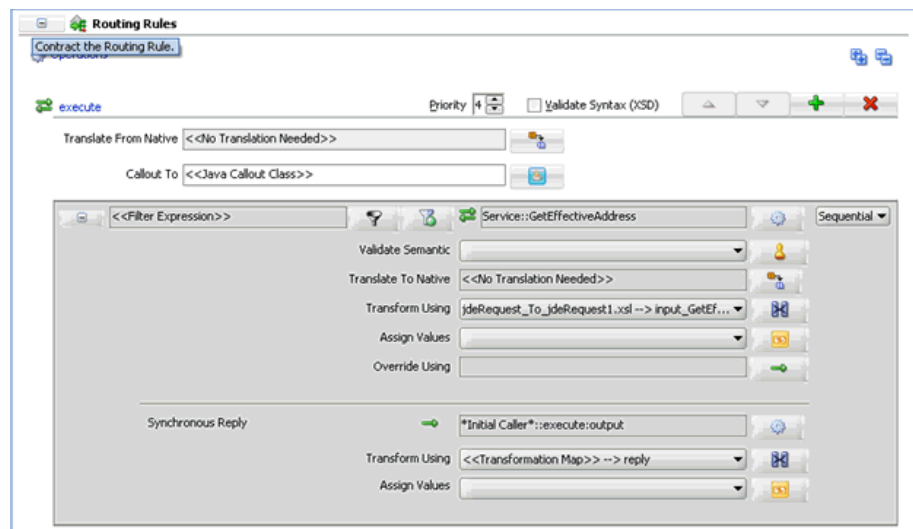 Routing Rules
Contract the Routing Rule.
execute
Priority 4 Validate Syntax (XSD)
Translate From Native <<No Translation Needed>>
Callout To <<Java Callout Class>>
<<Filter Expression>> Service::GetEffectiveAddress Sequential
Validate Semantic
Translate To Native <<No Translation Needed>>
Transform Using jdeRequest_To_jdeRequest1.xsl --> input_GetEf...
Assign Values
Override Using
Synchronous Reply *Initial Caller*::execute:output
Transform Using <<Transformation Map>> --> reply
Assign Values